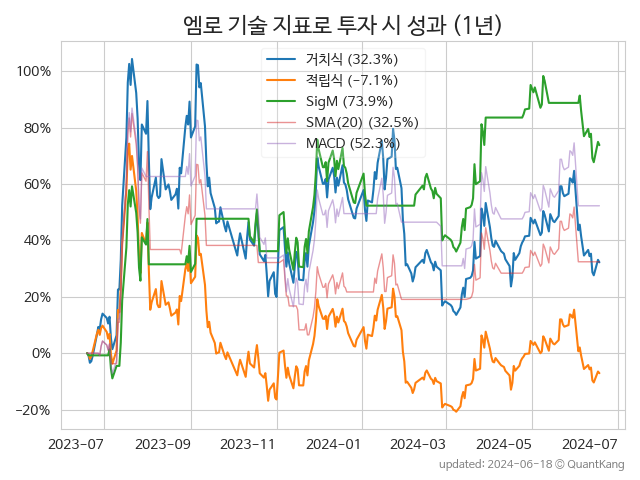 엠로 기술 지표로 투자 시 성과 (1년)
거치식 (32.3%)
적립식 (−7.1%)
SigM (73.9%)
SMA(20) (32.5%)
MACD (52.3%)
100%
80%
60%
40%
20%
0%
−20%
2023-07 2023-09 2023-11 2024-01 2024-03 2024-05 2024-07
updated: 2024-06-18 © QuantKang